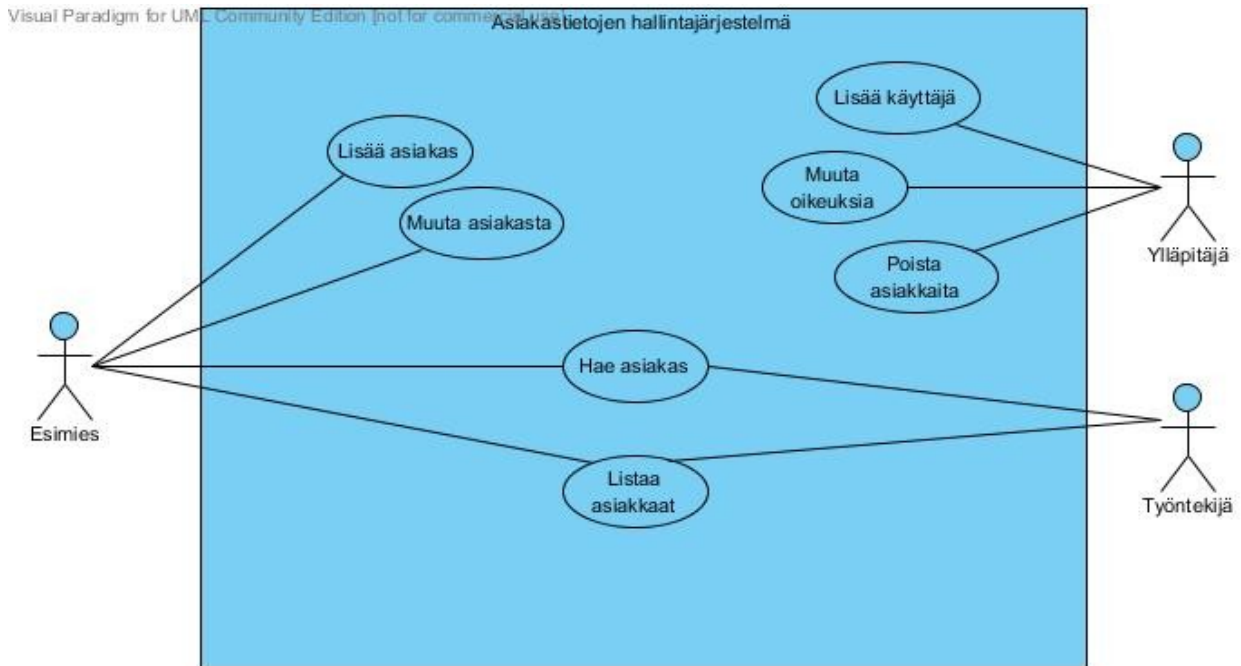 Visual Paradigm for UML Community Edition [not for commercial use]
Asiakastietojen hallintajärjestelmä
Lisää käyttäjä
Lisää asiakas
Muuta
oikeuksia
Muuta asiakasta
Ylläpitäjä
Poista
asiakkaita
Hae asiakas
Esimies
Listaa
asiakkaat
Työntekijä